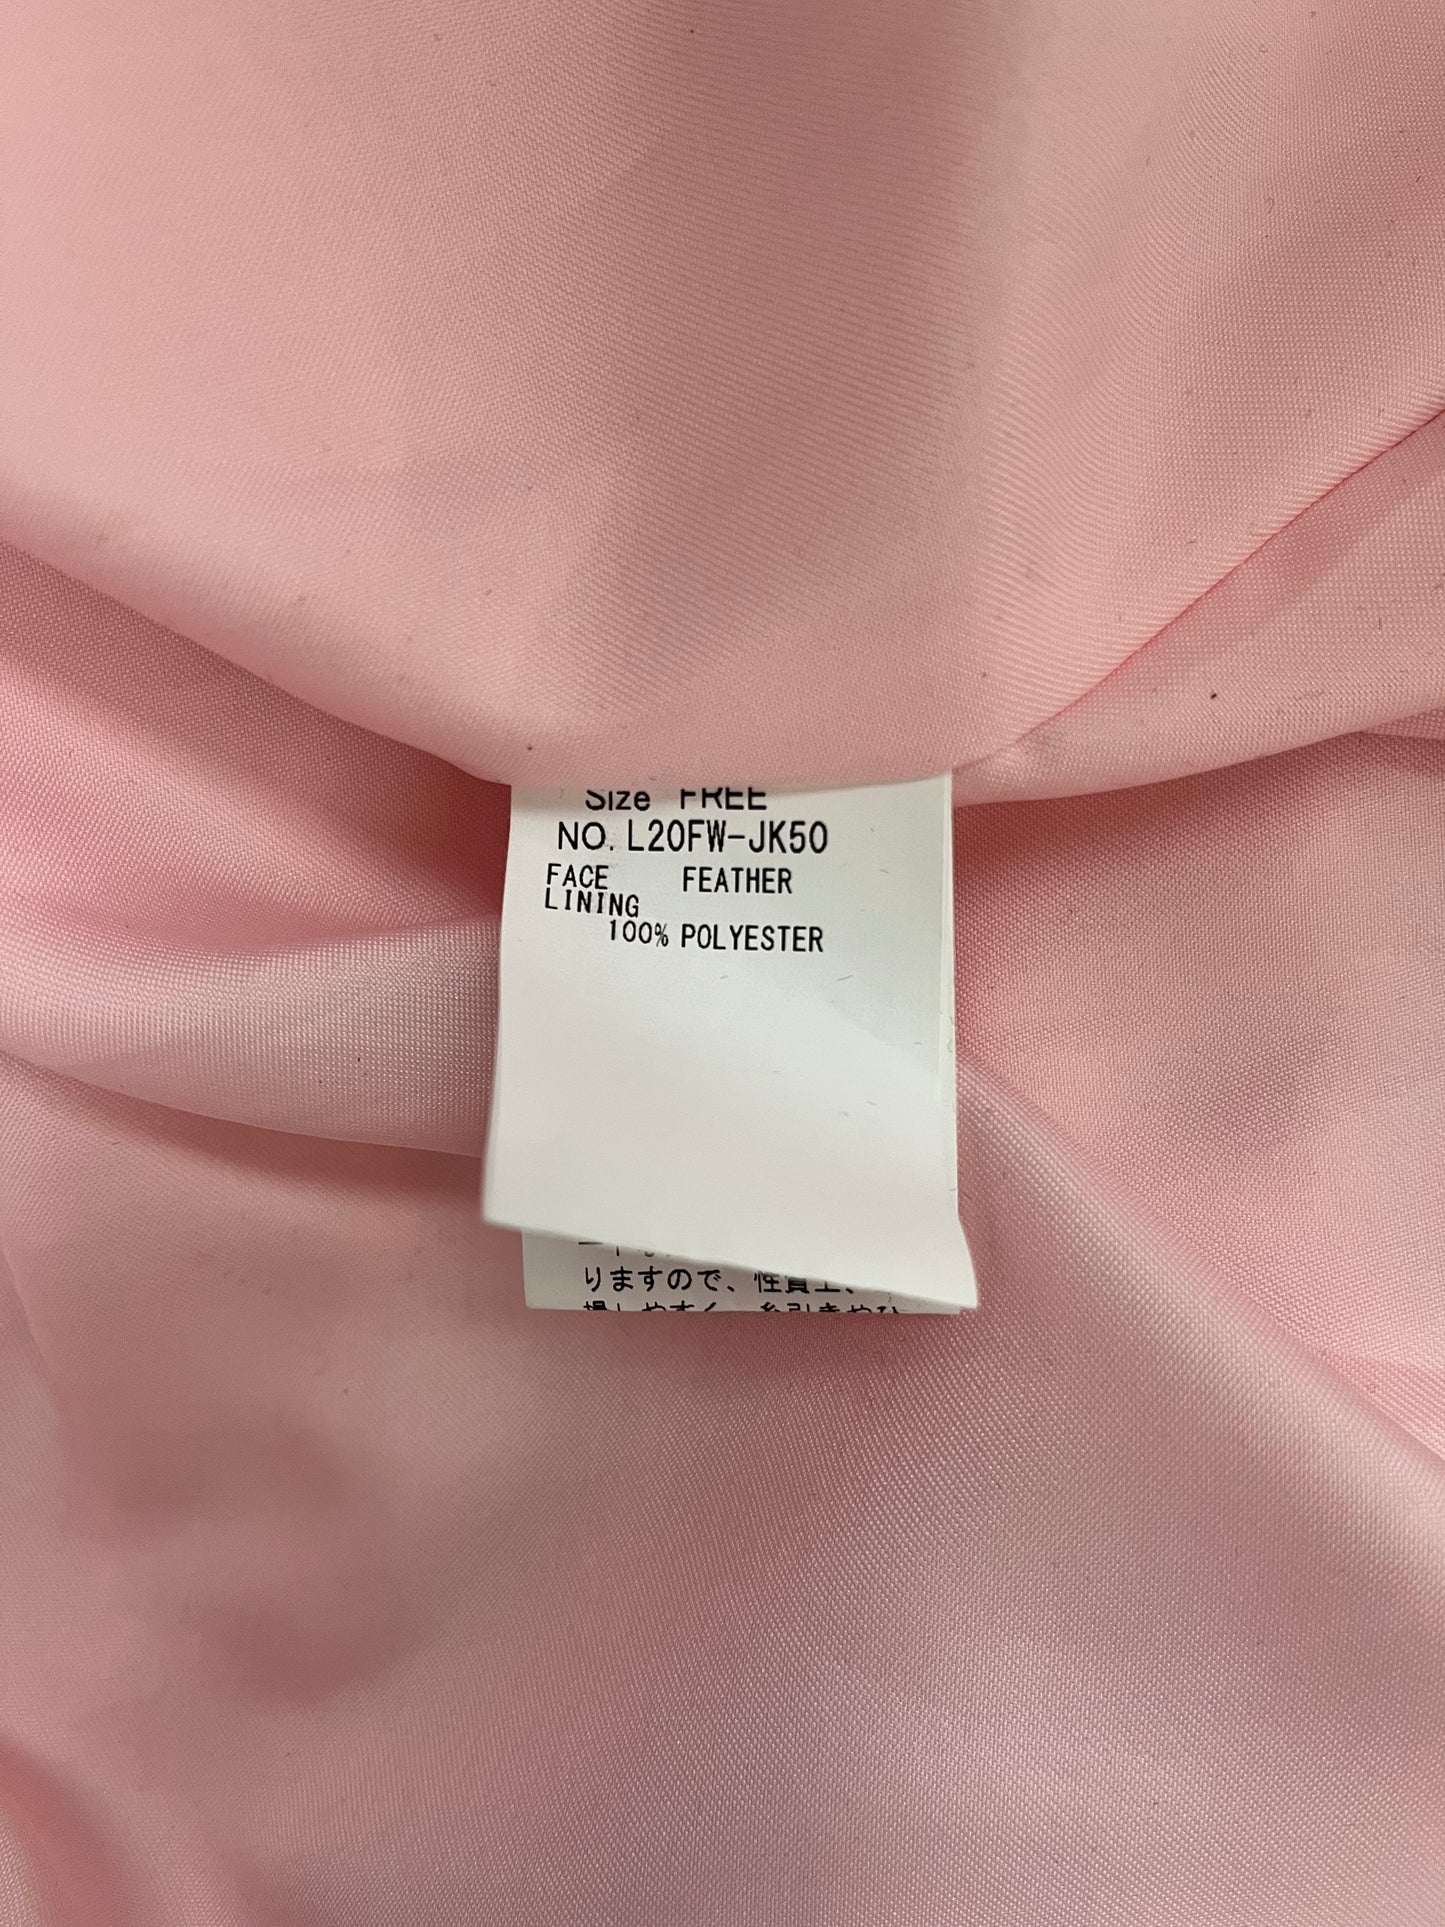 Size FREE
NO. L20FW-JK50
FACE FEATHER
LINING
100% POLYESTER
りますので、性質上、